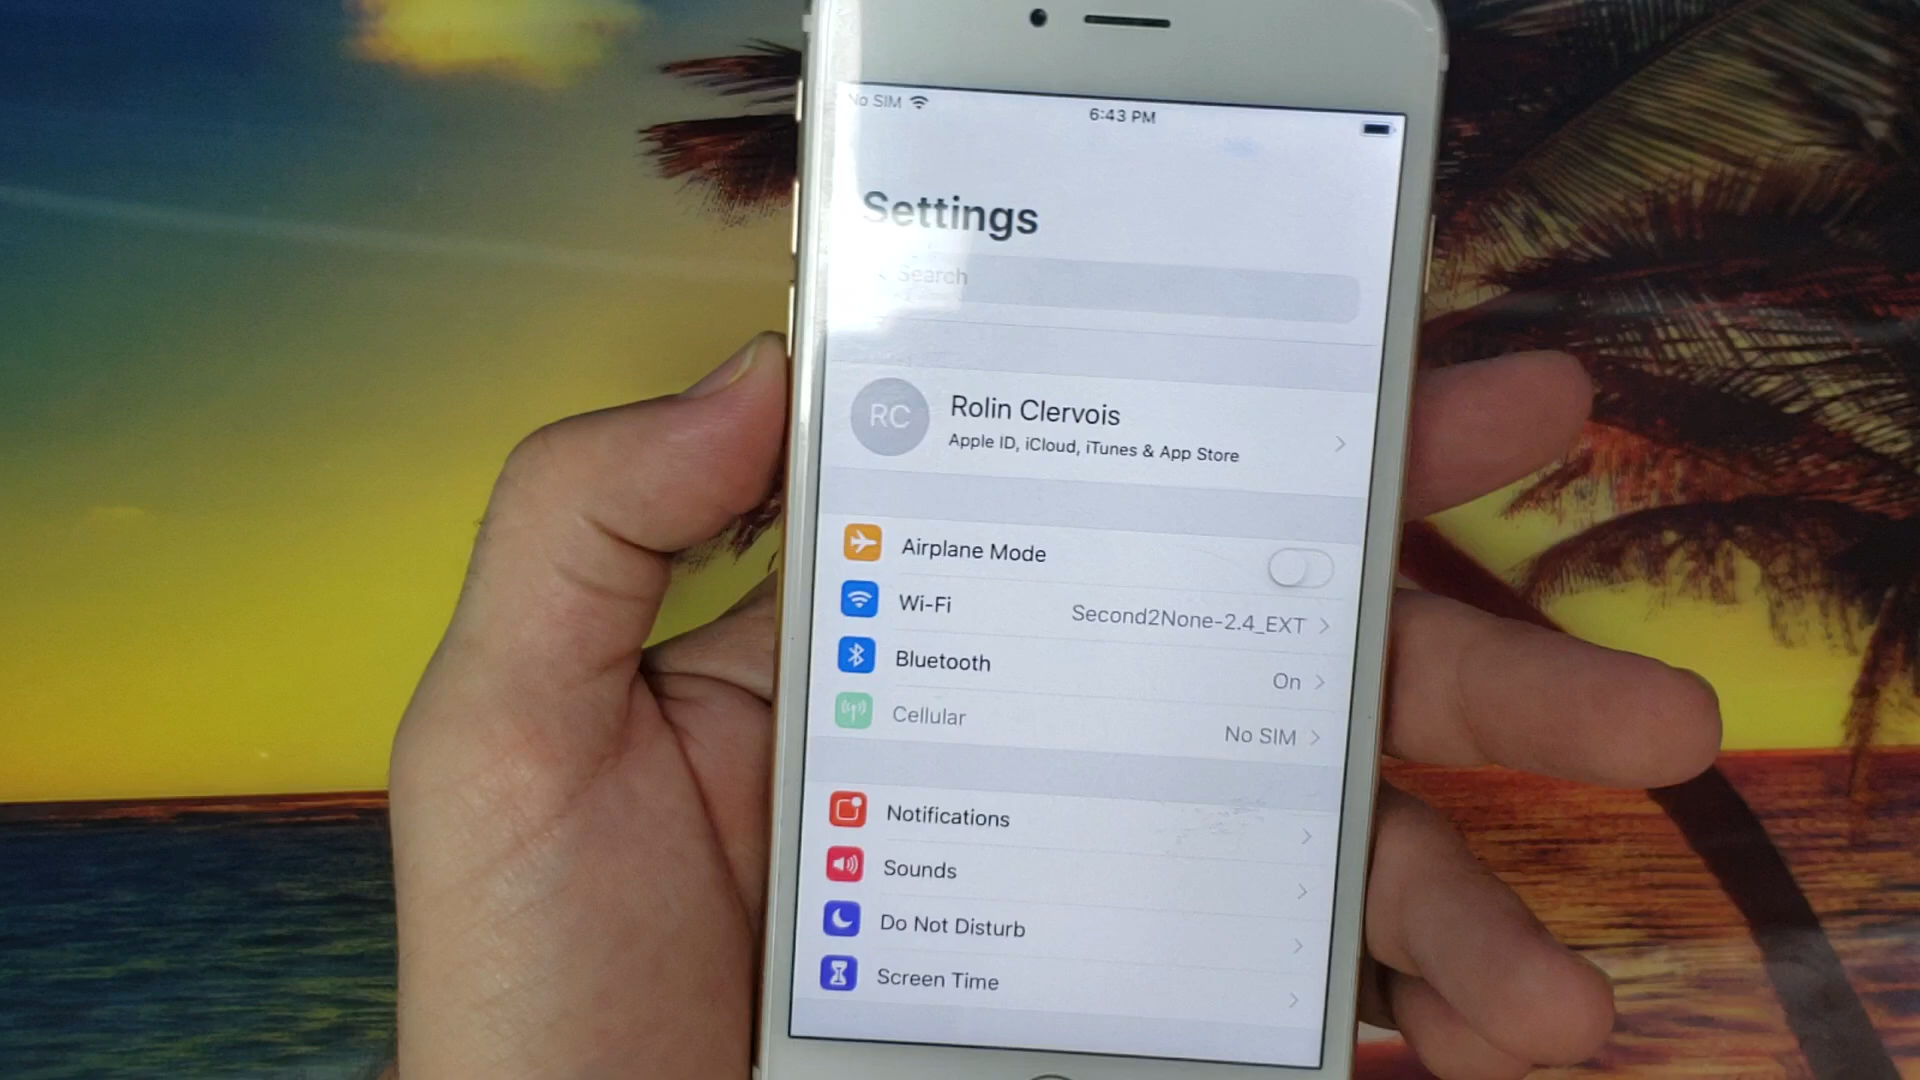 No SIM
6:43 PM
Settings
Search
RC
Rolin Clervois
Apple ID, iCloud, iTunes & App Store
Airplane Mode
Wi-Fi Second2None-2.4_EXT
Bluetooth On
Cellular No SIM
Notifications
Sounds
Do Not Disturb
Screen Time